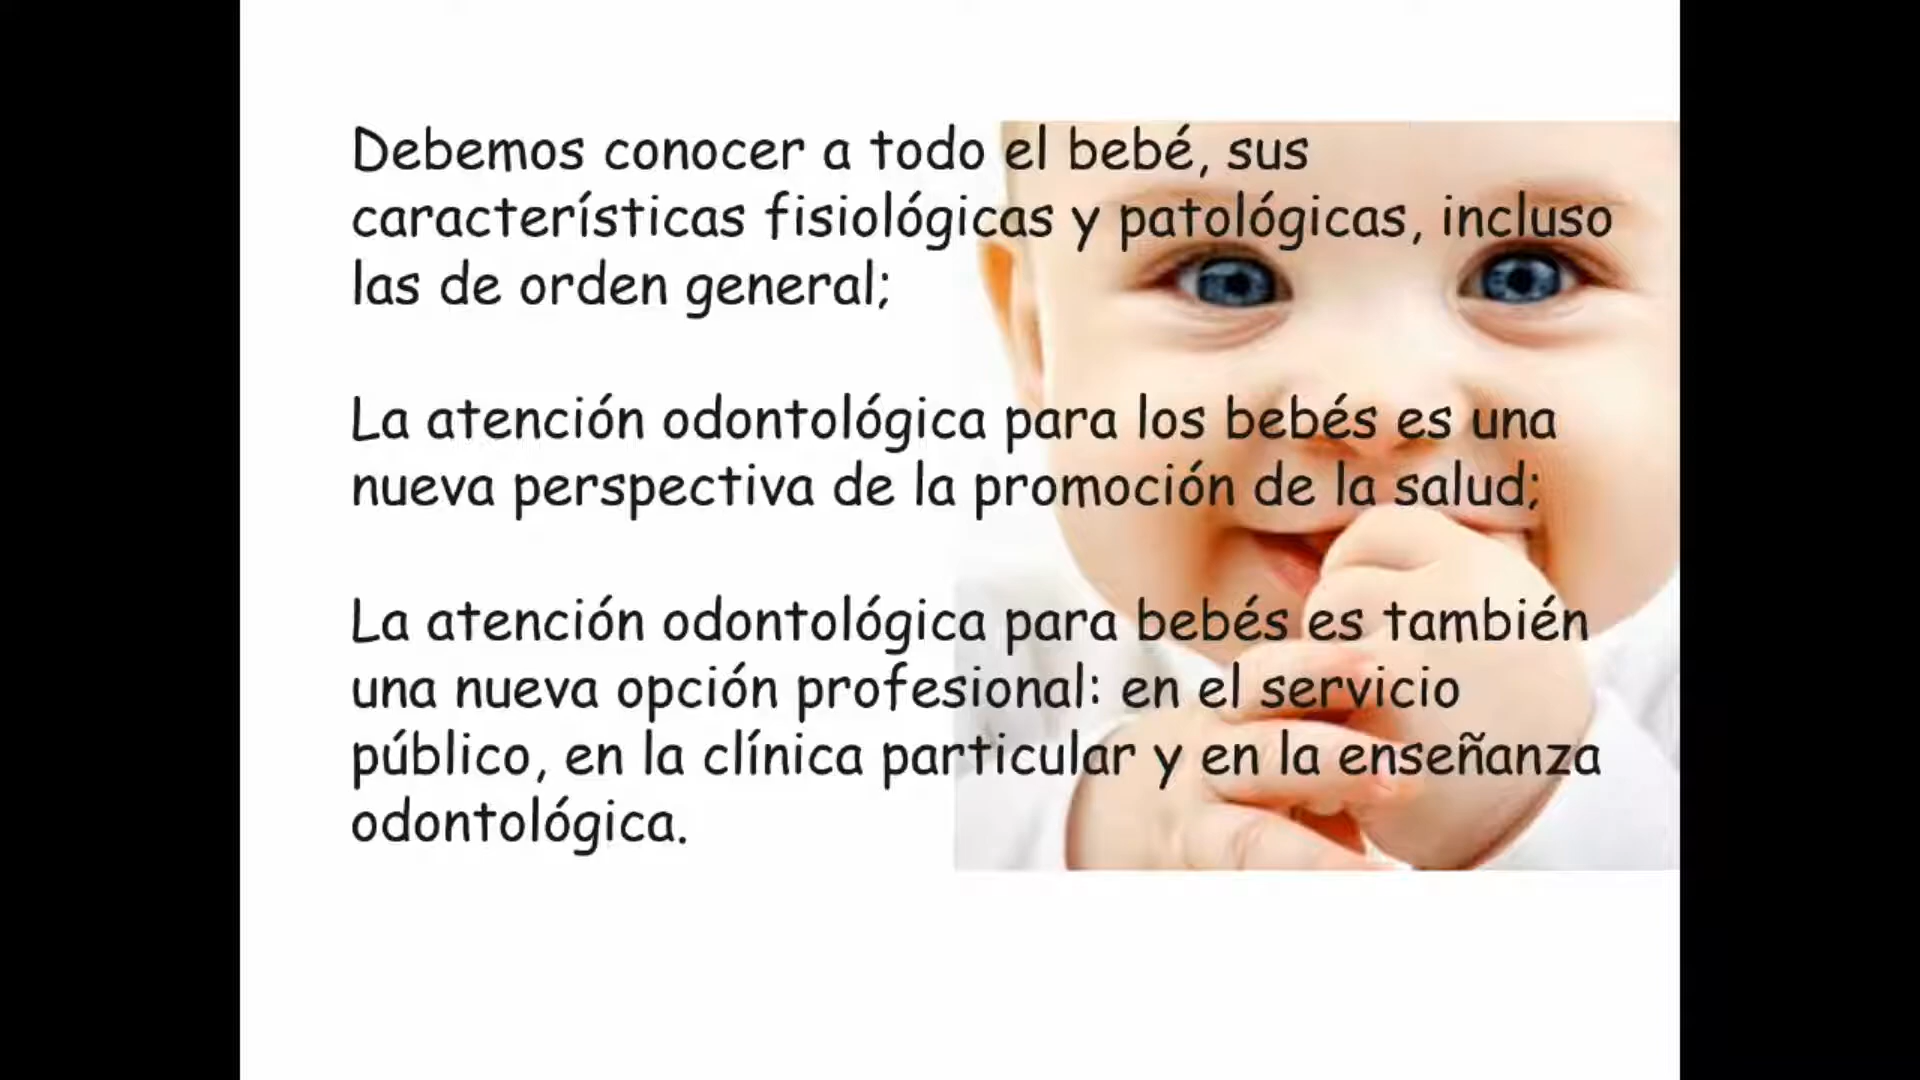 Debemos conocer a todo el bebé, sus
características fisiológicas y patológicas, incluso
las de orden general;
La atención odontológica para los bebés es una
nueva perspectiva de la promoción de la salud;
La atención odontológica para bebés es también
una nueva opción profesional: en el servicio
público, en la clínica particular y en la enseñanza
odontológica.